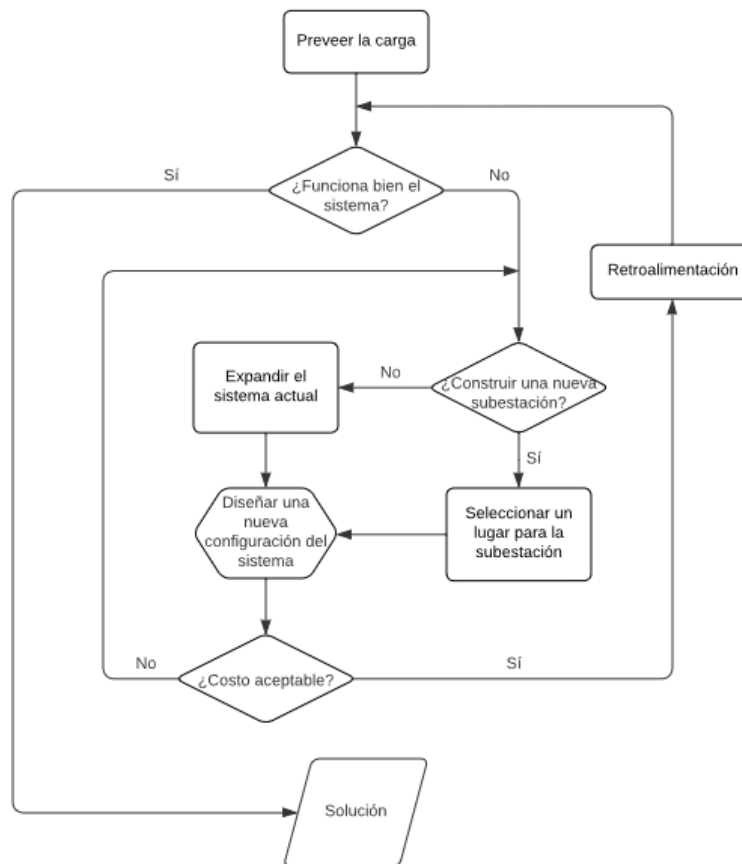 Preveer la carga
Sí
¿Funciona bien el
sistema?
No
Retroalimentación
Expandir el
sistema actual
No
¿Construir una nueva
subestación?
Sí
Diseñar una
nueva
configuración del
sistema
Seleccionar un
lugar para la
subestación
No
¿Costo aceptable?
Sí
Solución